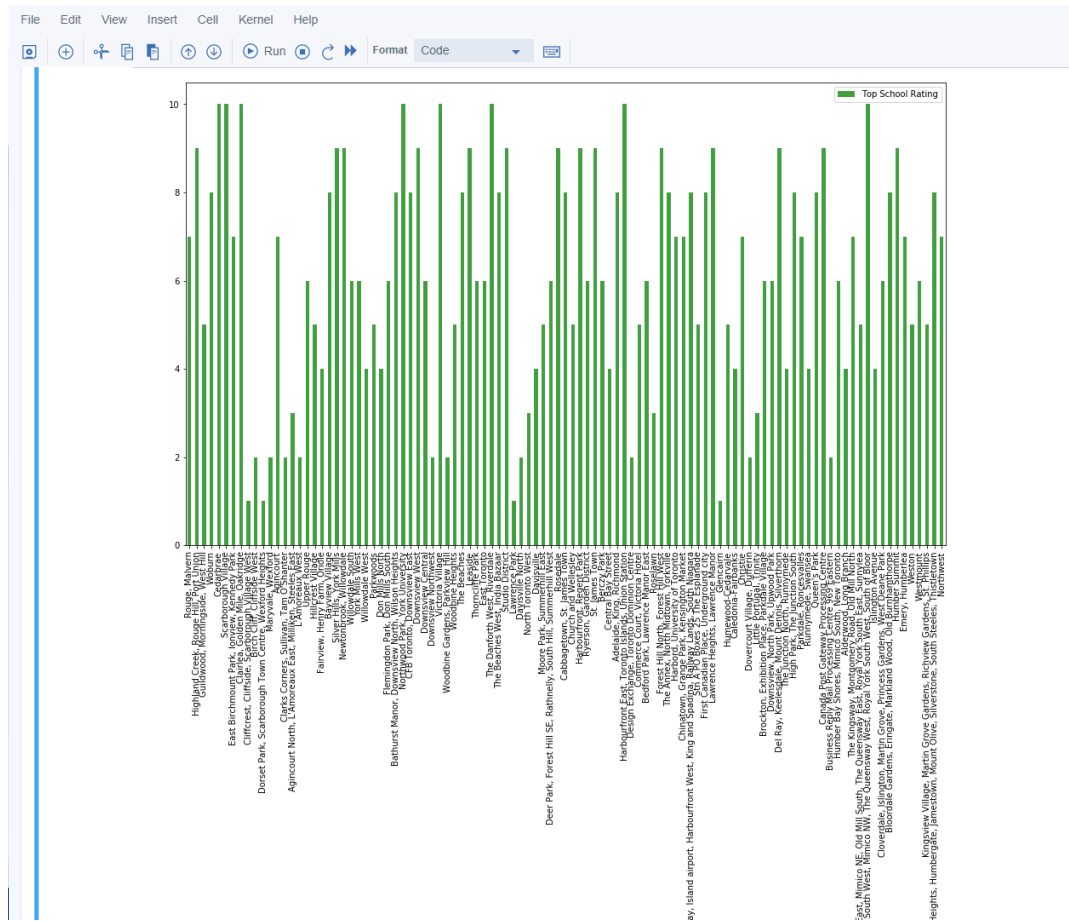 File Edit View Insert Cell Kernel Help
Run Format Code
Top School Rating
10
8
6
4
2
0
Rouge, Malvern
Highland Creek, Rouge Hill, Port Union
Guildwood, Morningside, West Hill
Woburn
Cedarbrae
Scarborough Village
East Birchmount Park, Ionview, Kennedy Park
Clairlea, Golden Mile, Oakridge
Cliffcrest, Cliffside, Scarborough Village West
Birch Cliff, Cliffside West
Dorset Park, Scarborough Town Centre, Wexford Heights
Maryvale, Wexford
Agincourt
Clarks Corners, Sullivan, Tam O'Shanter
Agincourt North, L'Amoreaux East, Milliken, Steeles East
L'Amoreaux West
Upper Rouge
Hillcrest Village
Fairview, Henry Farm, Oriole
Bayview Village
Silver Hills, York Mills
Newtonbrook, Willowdale
Willowdale South
York Mills West
Willowdale West
Parkwoods
Don Mills North
Flemingdon Park, Don Mills South
Bathurst Manor, Downsview North, Wilson Heights
Northwood Park, York University
CFB Toronto, Downsview East
Downsview West
Downsview Central
Downsview Northwest
Victoria Village
Woodbine Gardens, Parkview Hill
Woodbine Heights
The Beaches
Leaside
Thorncliffe Park
East Toronto
The Danforth West, Riverdale
The Beaches West, India Bazaar
Studio District
Lawrence Park
Davisville North
North Toronto West
Davisville
Moore Park, Summerhill East
Deer Park, Forest Hill SE, Rathnelly, South Hill, Summerhill West
Rosedale
Cabbagetown, St. James Town
Church and Wellesley
Harbourfront, Regent Park
Ryerson, Garden District
St. James Town
Berczy Park
Central Bay Street
Adelaide, King, Richmond
Harbourfront East, Toronto Islands, Union Station
Design Exchange, Toronto Dominion Centre
Commerce Court, Victoria Hotel
Bedford Park, Lawrence Manor East
Roselawn
Forest Hill North, Forest Hill West
The Annex, North Midtown, Yorkville
Harbord, University of Toronto
Chinatown, Grange Park, Kensington Market
ay, Island airport, Harbourfront West, King and Spadina, Railway Lands, South Niagara
Stn A PO Boxes 25 The Esplanade
First Canadian Place, Underground city
Lawrence Heights, Lawrence Manor
Glencairn
Humewood-Cedarvale
Caledonia-Fairbanks
Christie
Dovercourt Village, Dufferin
Little Portugal, Trinity
Brockton, Exhibition Place, Parkdale Village
Downsview, North Park, Upwood Park
Del Ray, Keelesdale, Mount Dennis, Silverthorn
The Junction North, Runnymede
High Park, The Junction South
Parkdale, Roncesvalles
Runnymede, Swansea
Queen's Park
Canada Post Gateway Processing Centre
Business Reply Mail Processing Centre 969 Eastern
Humber Bay Shores, Mimico South, New Toronto
Alderwood, Long Branch
The Kingsway, Montgomery Road, Old Mill North
East, Mimico NE, Old Mill South, The Queensway East, Royal York South East, Sunnylea
South West, Mimico NW, The Queensway West, Royal York South West, South of Bloor
Islington Avenue
Cloverdale, Islington, Martin Grove, Princess Gardens, West Deane Park
Bloordale Gardens, Eringate, Markland Wood, Old Burnhamthorpe
Emery, Humberlea
Weston
Westmount
Kingsview Village, Martin Grove Gardens, Richview Gardens, St. Phillips
Heights, Humbergate, Jamestown, Mount Olive, Silverstone, South Steeles, Thistletown
Northwest